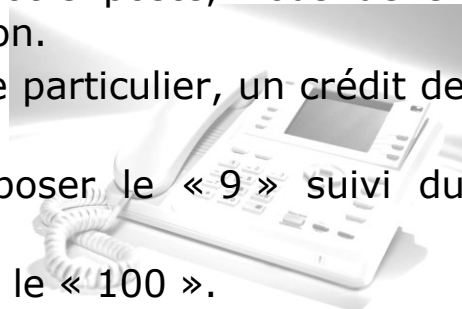 on.
particulier, un crédit de
poser le « 9 » suivi du
le « 100 ».